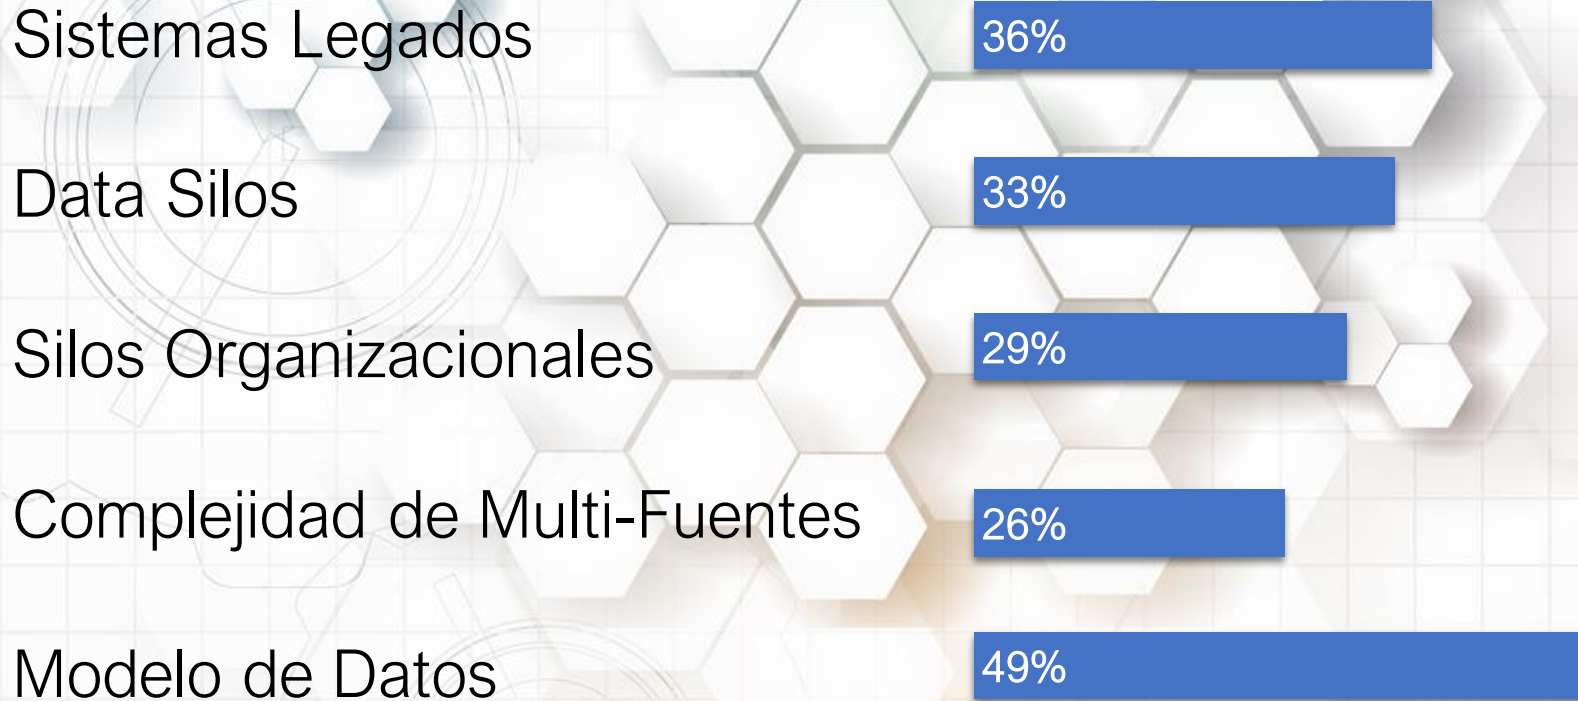 Sistemas Legados 36%
Data Silos 33%
Silos Organizacionales 29%
Complejidad de Multi-Fuentes 26%
Modelo de Datos 49%